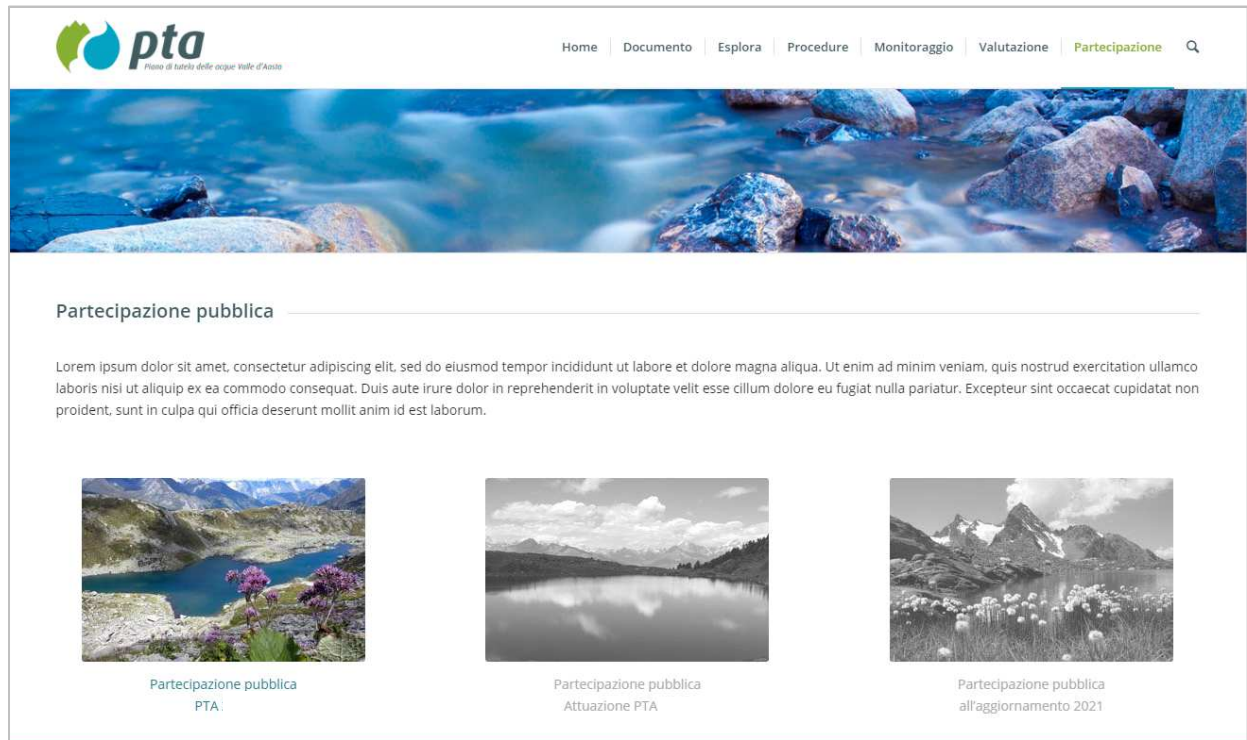 pta
Piano di tutela delle acque Valle d'Aosta
Home Documento Esplora Procedure Monitoraggio Valutazione Partecipazione
Partecipazione pubblica
Lorem ipsum dolor sit amet, consectetur adipiscing elit, sed do eiusmod tempor incididunt ut labore et dolore magna aliqua. Ut enim ad minim veniam, quis nostrud exercitation ullamco
laboris nisi ut aliquip ex ea commodo consequat. Duis aute irure dolor in reprehenderit in voluptate velit esse cillum dolore eu fugiat nulla pariatur. Excepteur sint occaecat cupidatat non
proident, sunt in culpa qui officia deserunt mollit anim id est laborum.
Partecipazione pubblica
PTA
Partecipazione pubblica
Attuazione PTA
Partecipazione pubblica
all'aggiornamento 2021